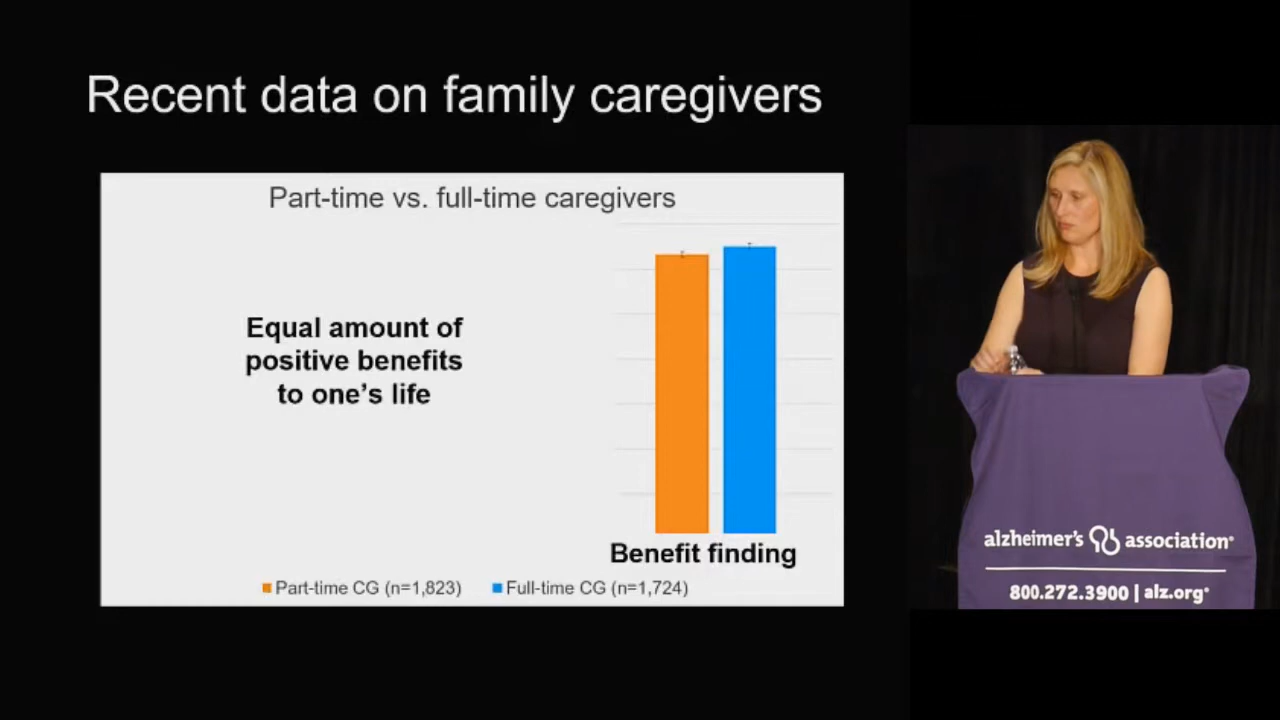 Recent data on family caregivers
Part-time vs. full-time caregivers
Equal amount of
positive benefits
to one's life
Benefit finding
Part-time CG (n=1,823) Full-time CG (n=1,724)
alzheimer's association®
800.272.3900 | alz.org®